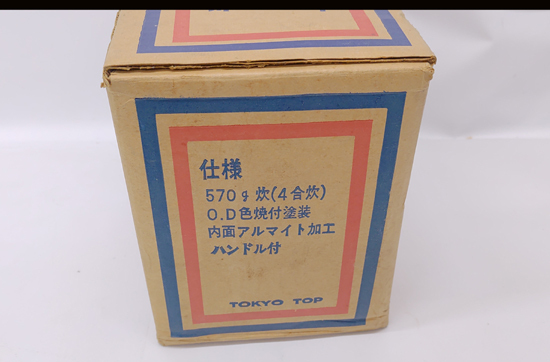 仕様
570g 炊(4合炊)
O.D色焼付塗装
内面アルマイト加工
ハンドル付
TOKYO TOP